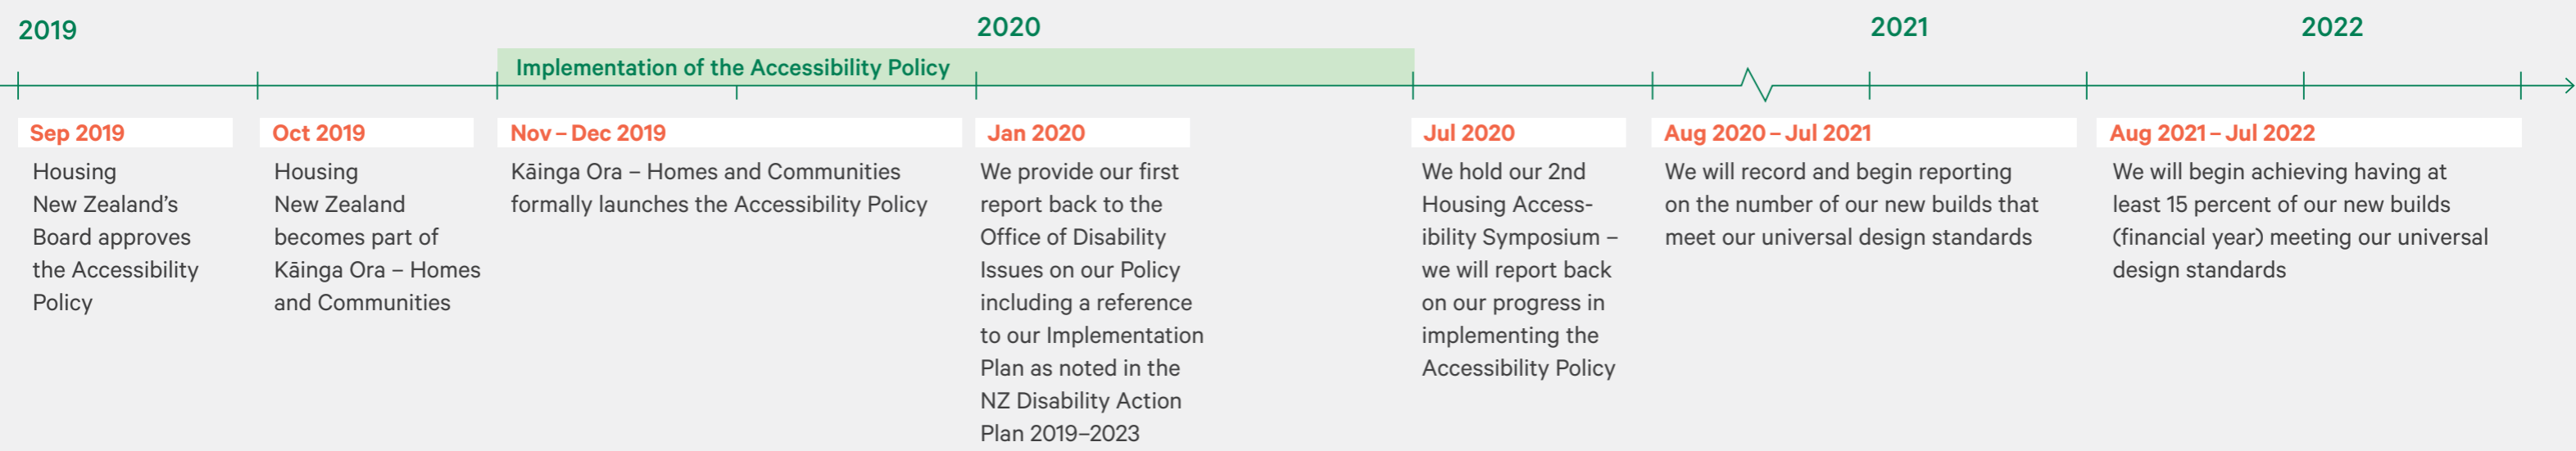 2019
2020
2021
2022
Implementation of the Accessibility Policy
Sep 2019
Housing
New Zealand’s
Board approves
the Accessibility
Policy
Oct 2019
Housing
New Zealand
becomes part of
Kāinga Ora – Homes
and Communities
Nov – Dec 2019
Kāinga Ora – Homes and Communities
formally launches the Accessibility Policy
Jan 2020
We provide our first
report back to the
Office of Disability
Issues on our Policy
including a reference
to our Implementation
Plan as noted in the
NZ Disability Action
Plan 2019–2023
Jul 2020
We hold our 2nd
Housing Access-
ibility Symposium –
we will report back
on our progress in
implementing the
Accessibility Policy
Aug 2020 – Jul 2021
We will record and begin reporting
on the number of our new builds that
meet our universal design standards
Aug 2021 – Jul 2022
We will begin achieving having at
least 15 percent of our new builds
(financial year) meeting our universal
design standards